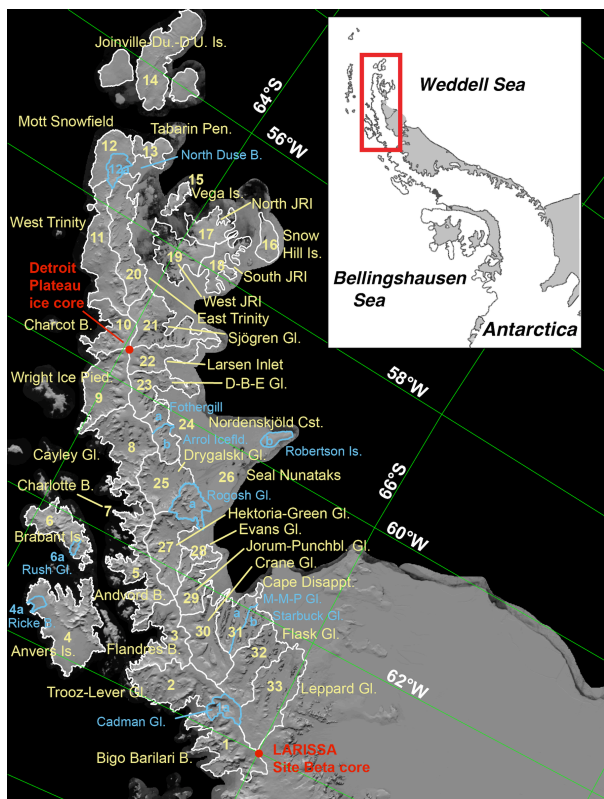 Joinville-Du.-D'U. Is.
14
64°S
Weddell Sea
Mott Snowfield
56°W
12
Tabarin Pen.
13
North Duse B.
15
Vega Is.
North JRI
West Trinity
11
17
16
Snow
Hill Is.
Bellingshausen
Sea
Detroit
Plateau
ice core
19
18
South JRI
20
West JRI
East Trinity
Antarctica
Charcot B.
10
21
Sjögren Gl.
22
Larsen Inlet
Wright Ice Pied.
23
D-B-E Gl.
58°W
9
Fothergill
a
24
Nordenskjöld Cst.
b
Arrol Icefld.
b
Robertson Is.
8
Drygalski Gl.
Cayley Gl.
26
Seal Nunataks
66°S
25
Rogosh Gl.
Charlotte B.
a
7
6
Hektoria-Green Gl.
60°W
Evans Gl.
Brabant Is.
27
28
Jorum-Punchbl. Gl.
6a
Rush Gl.
5
Crane Gl.
Cape Disappt.
Andvord B.
29
M-M-P Gl.
4a
Ricke B.
a
b
Starbuck Gl
4
3
30
31
Flask Gl.
Anvers Is.
Flandres B.
32
2
33
Leppard Gl.
62°W
Trooz-Lever Gl.
Cadman Gl.
1
LARISSA
Site Beta core
Bigo Barilari B.